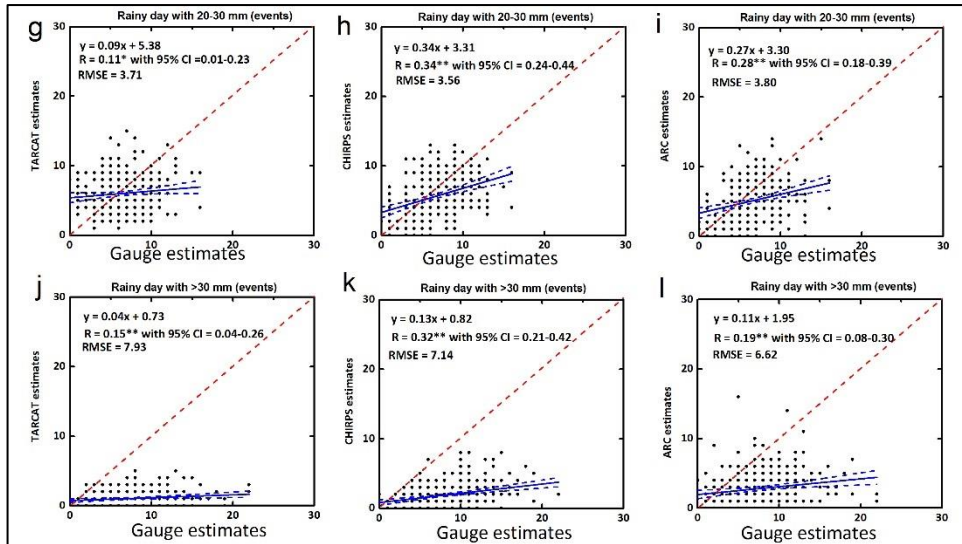 g
Rainy day with 20-30 mm (events)
30
y = 0.09x + 5.38
R = 0.11* with 95% CI =0.01-0.23
RMSE = 3.71
20
TARCAT estimates
10
0
0
10
20
30
Gauge estimates
h
Rainy day with 20-30 mm (events)
30
y = 0.34x + 3.31
R = 0.34** with 95% CI = 0.24-0.44
RMSE = 3.56
20
CHIRPS estimates
10
0
0
10
20
30
Gauge estimates
i
Rainy day with 20-30 mm (events)
30
y = 0.27x + 3.30
R = 0.28** with 95% CI = 0.18-0.39
RMSE = 3.80
20
ARC estimates
10
0
0
10
20
30
Gauge estimates
j
Rainy day with >30 mm (events)
30
y = 0.04x + 0.73
R = 0.15** with 95% CI = 0.04-0.26
RMSE = 7.93
20
TARCAT estimates
10
0
0
10
20
30
Gauge estimates
k
Rainy day with >30 mm (events)
30
y = 0.13x + 0.82
R = 0.32** with 95% CI = 0.21-0.42
RMSE = 7.14
20
CHIRPS estimates
10
0
0
10
20
30
Gauge estimates
l
Rainy day with >30 mm (events)
30
y = 0.11x + 1.95
R = 0.19** with 95% CI = 0.08-0.30
RMSE = 6.62
20
ARC estimates
10
0
0
10
20
30
Gauge estimates